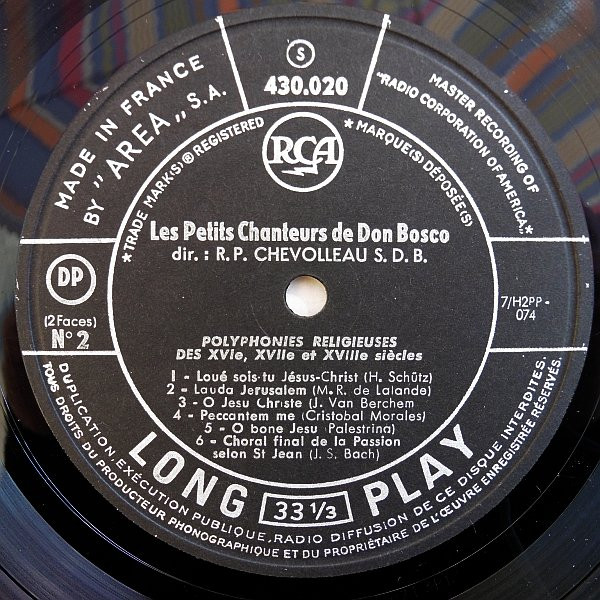 S
430.020
MADE IN FRANCE
BY "AREA" S.A.
MASTER RECORDING OF
"RADIO CORPORATION OF AMERICA"
*TRADE MARK(S)® REGISTERED
*MARQUE(S) DÉPOSÉE(S)
RCA
Les Petits Chanteurs de Don Bosco
dir. : R.P. CHEVOLLEAU S.D.B.
DP
(2 Faces)
N° 2
7/H2PP-
074
POLYPHONIES RELIGIEUSES
DES XVIe, XVIIe et XVIIIe siècles
1 - Loué sois-tu Jésus-Christ (H. Schütz)
2 - Lauda Jerusalem (M.R. de Lalande)
3 - O Jesu Christe (J. Van Berchem
4 - Peccantem me (Cristobal Morales)
5 - O bone Jesu (Palestrina)
6 - Choral final de la Passion
selon St Jean (J.S. Bach)
LONG PLAY
33 1/3
DUPLICATION, EXÉCUTION PUBLIQUE, RADIO DIFFUSION DE CE DISQUE INTERDITES.
TOUS DROITS DU PRODUCTEUR PHONOGRAPHIQUE ET DU PROPRIÉTAIRE DE L'ŒUVRE ENREGISTRÉE RÉSERVÉS.